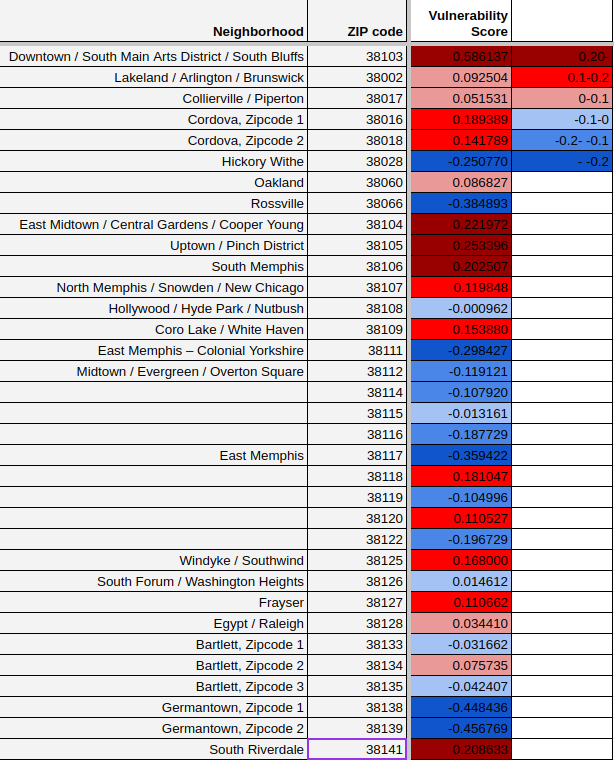 Neighborhood ZIP code Vulnerability Score
Downtown / South Main Arts District / South Bluffs 38103 0.586137 0.20-
Lakeland / Arlington / Brunswick 38002 0.092504 0.1-0.2
Collierville / Piperton 38017 0.051531 0-0.1
Cordova, Zipcode 1 38016 0.189389 -0.1-0
Cordova, Zipcode 2 38018 0.141789 -0.2- -0.1
Hickory Withe 38028 -0.250770 - -0.2
Oakland 38060 0.086827
Rossville 38066 -0.384893
East Midtown / Central Gardens / Cooper Young 38104 0.221972
Uptown / Pinch District 38105 0.253396
South Memphis 38106 0.202507
North Memphis / Snowden / New Chicago 38107 0.119848
Hollywood / Hyde Park / Nutbush 38108 -0.000962
Coro Lake / White Haven 38109 0.153880
East Memphis – Colonial Yorkshire 38111 -0.298427
Midtown / Evergreen / Overton Square 38112 -0.119121
38114 -0.107920
38115 -0.013161
38116 -0.187729
East Memphis 38117 -0.359422
38118 0.181047
38119 -0.104996
38120 0.110527
38122 -0.196729
Windyke / Southwind 38125 0.168000
South Forum / Washington Heights 38126 0.014612
Frayser 38127 0.110662
Egypt / Raleigh 38128 0.034410
Bartlett, Zipcode 1 38133 -0.031662
Bartlett, Zipcode 2 38134 0.075735
Bartlett, Zipcode 3 38135 -0.042407
Germantown, Zipcode 1 38138 -0.448436
Germantown, Zipcode 2 38139 -0.456769
South Riverdale 38141 0.208633